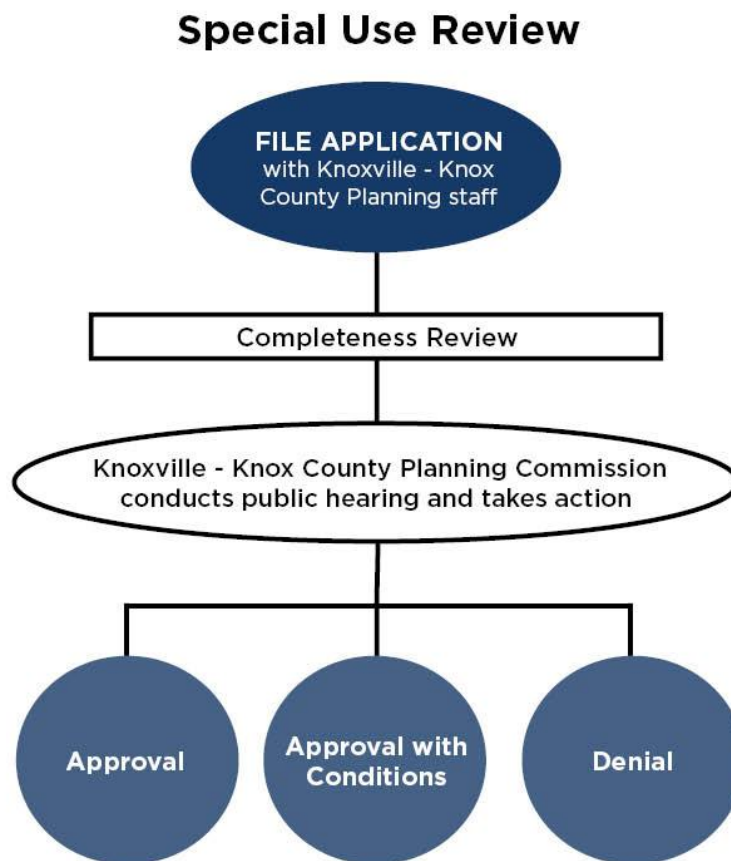 Special Use Review
FILE APPLICATION
with Knoxville - Knox
County Planning staff
Completeness Review
Knoxville - Knox County Planning Commission
conducts public hearing and takes action
Approval
Approval with
Conditions
Denial